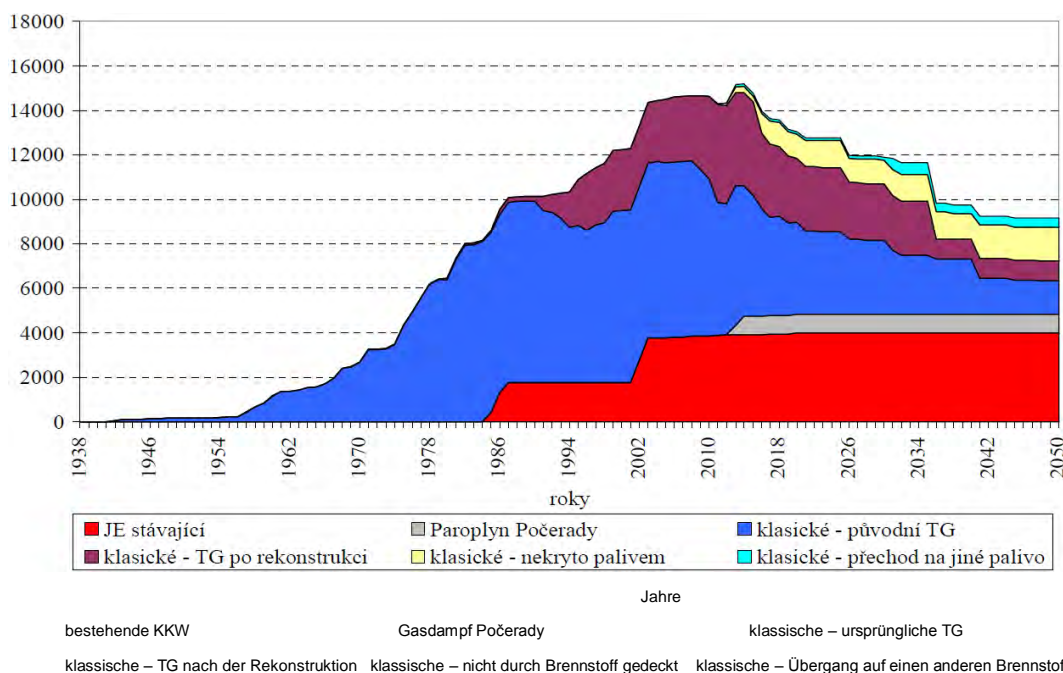 18000
16000
14000
12000
10000
8000
6000
4000
2000
0
1938 1946 1954 1962 1970 1978 1986 1994 2002 2010 2018 2026 2034 2042 2050
roky
JE stávající Paroplyn Počerady klasické - původní TG
klasické - TG po rekonstrukci klasické - nekryto palivem klasické - přechod na jiné palivo
Jahre
bestehende KKW Gasdampf Počerady klassische – ursprüngliche TG
klassische – TG nach der Rekonstruktion klassische – nicht durch Brennstoff gedeckt klassische – Übergang auf einen anderen Brennstof